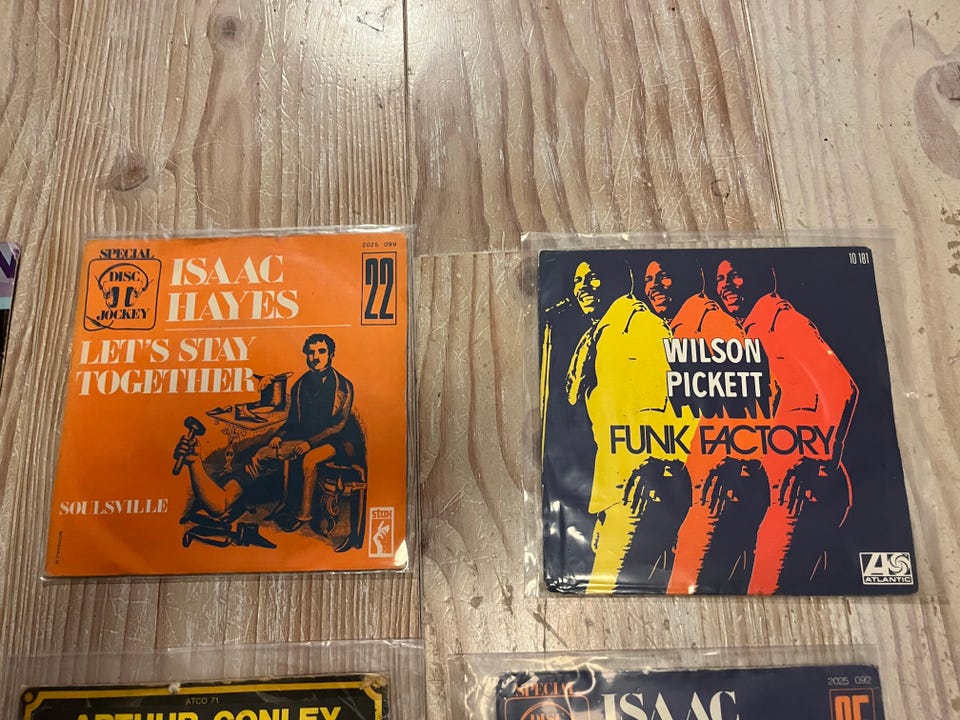 SPECIAL
DISC
JOCKEY
ISAAC
HAYES
2025 099
22
LET'S STAY
TOGETHER
SOULSVILLE
stax
10 181
WILSON
PICKETT
FUNK FACTORY
ATLANTIC
ATCO 71
ARTHUR CONLEY
SPECIAL
DISC
ISAAC
2025 092